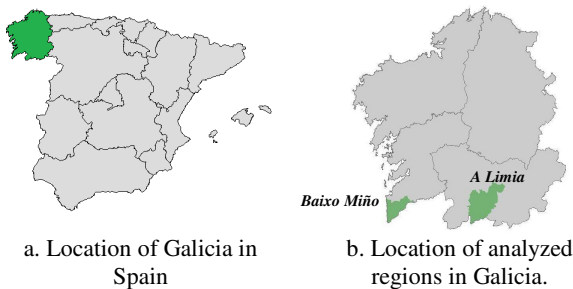 A Limia
Baixo Miño
a. Location of Galicia in
Spain
b. Location of analyzed
regions in Galicia.